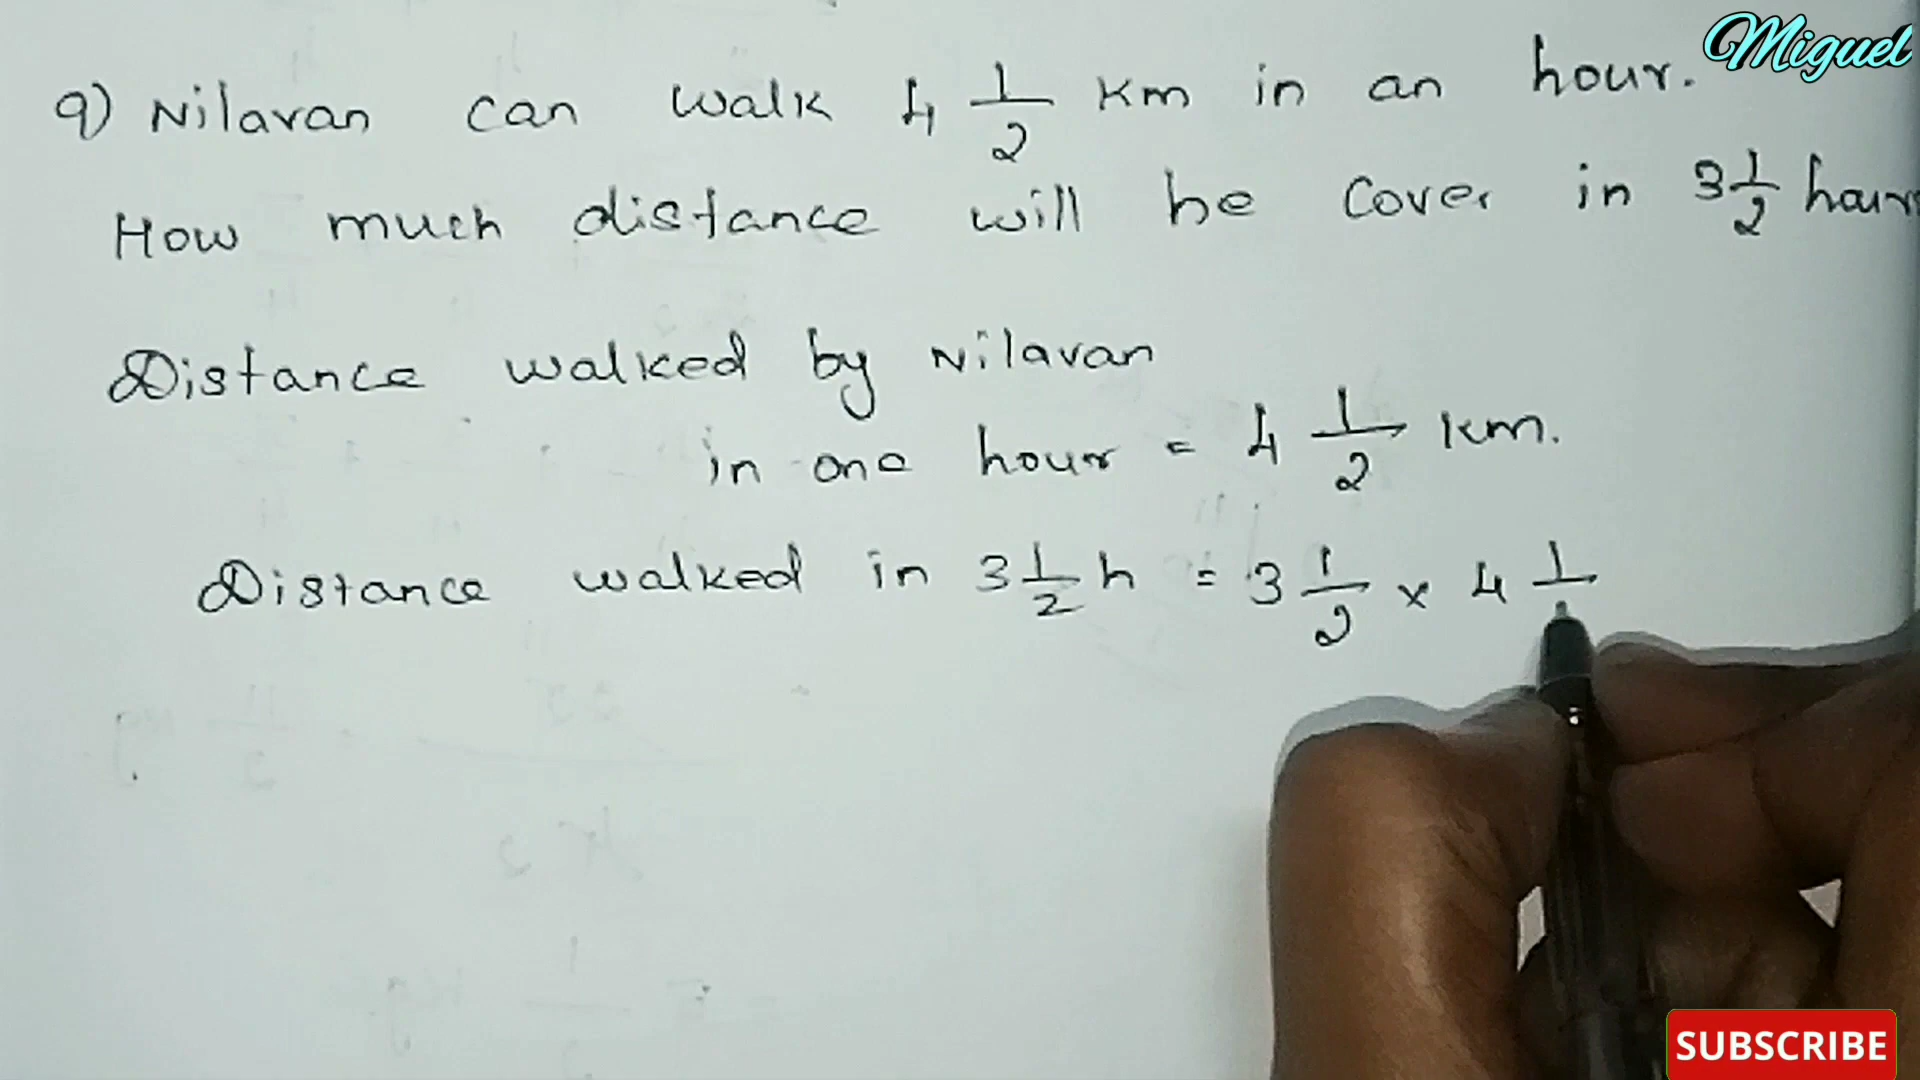 Miguel
9) Nilavan can walk 4 1/2 km in an hour.
How much distance will he cover in 3 1/2 hours
Distance walked by Nilavan
in one hour = 4 1/2 km.
Distance walked in 3 1/2 h = 3 1/2 x 4 1
SUBSCRIBE